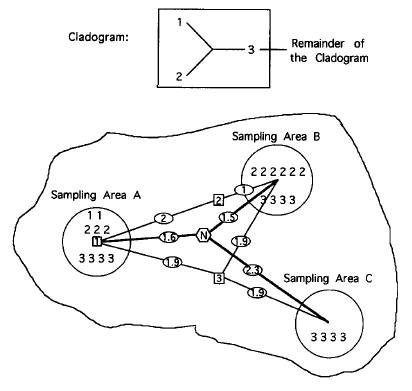 Cladogram:
1
2
3
Remainder of
the Cladogram
Sampling Area B
2 2 2 2 2 2
3 3 3 3
Sampling Area A
1 1
2 2 2
1
3 3 3 3
2
2
1
1.5
1.6
N
1.9
1.9
2.3
3
1.9
Sampling Area C
3 3 3 3